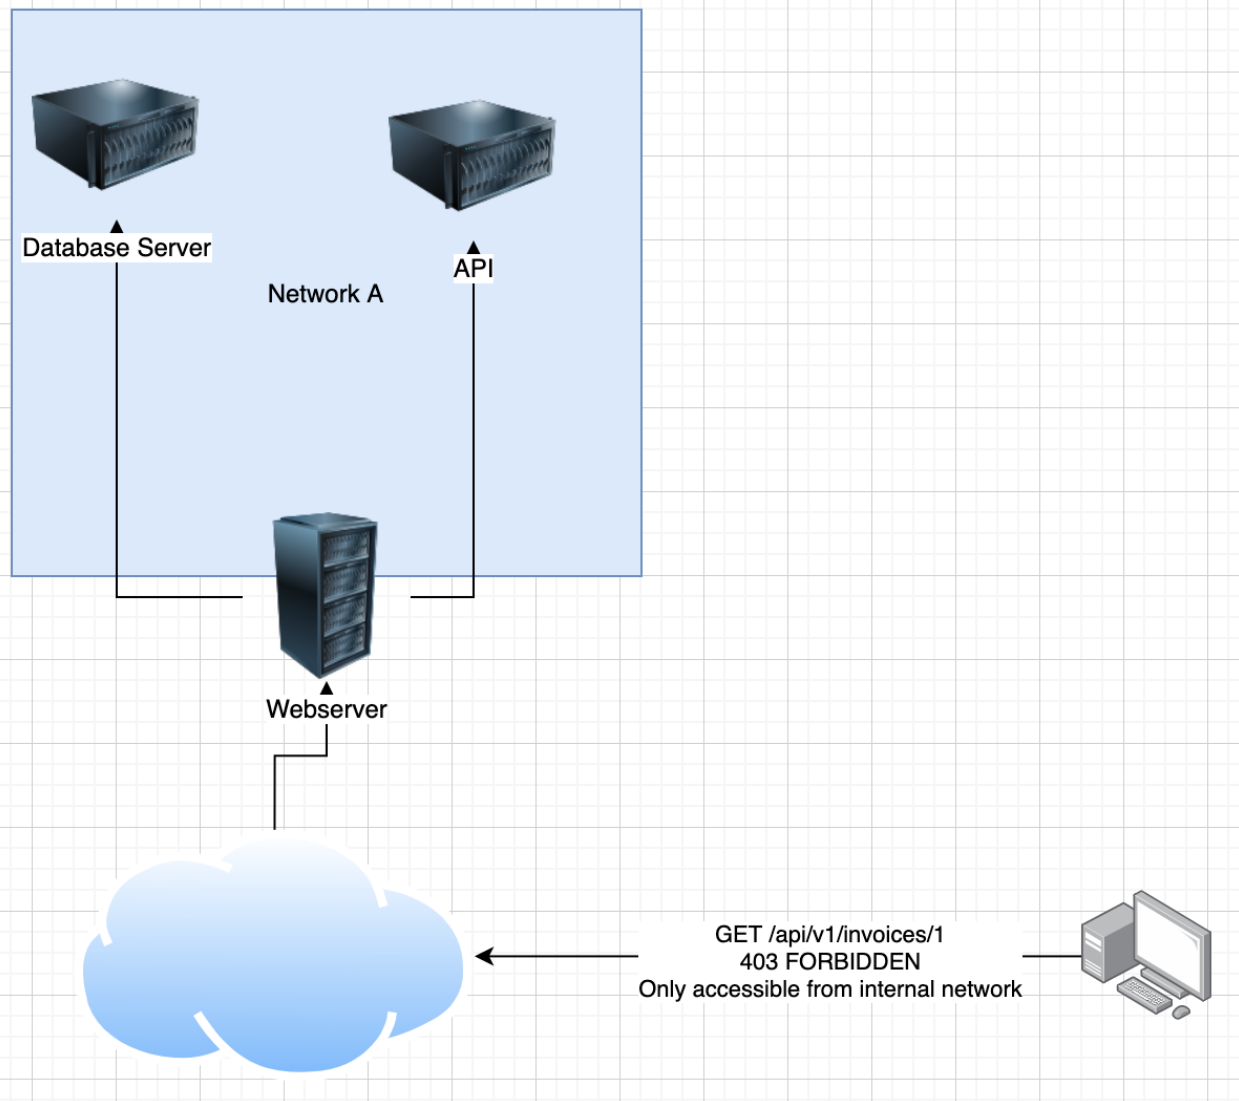 Database Server
API
Network A
Webserver
GET /api/v1/invoices/1
403 FORBIDDEN
Only accessible from internal network